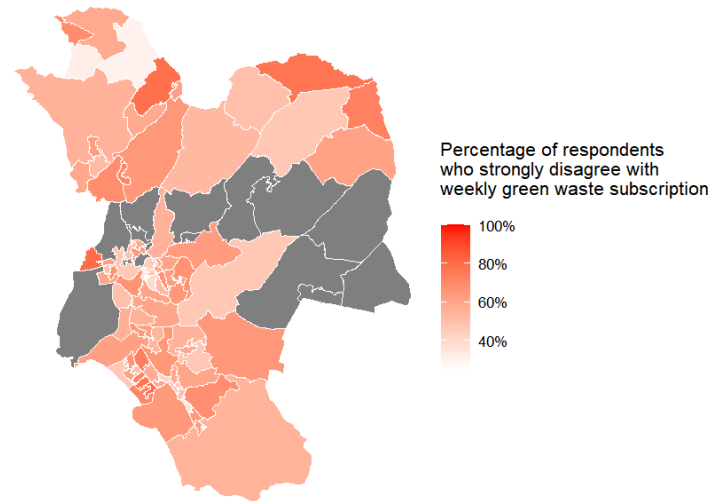 Percentage of respondents
who strongly disagree with
weekly green waste subscription
100%
80%
60%
40%